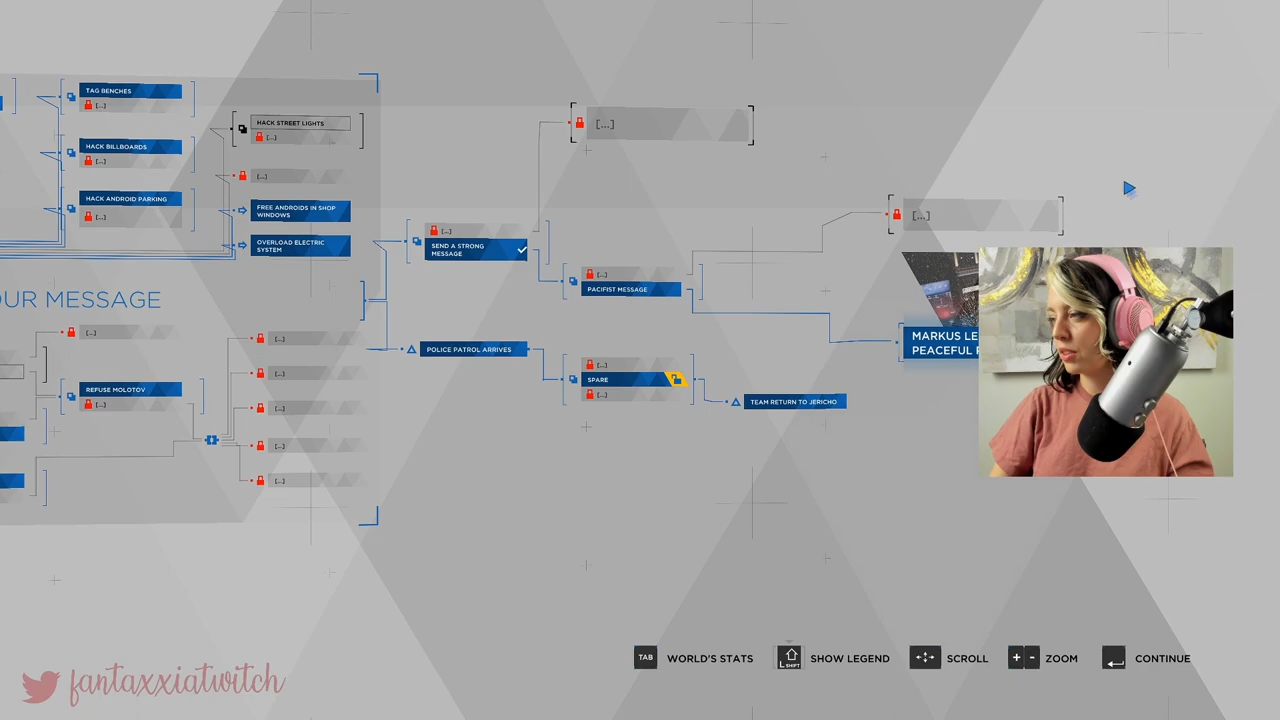 TAG BENCHES
[...]
HACK BILLBOARDS
[...]
HACK ANDROID PARKING
[...]
HACK STREET LIGHTS
[...]
[...]
FREE ANDROIDS IN SHOP
WINDOWS
OVERLOAD ELECTRIC
SYSTEM
OUR MESSAGE
[...]
REFUSE MOLOTOV
[...]
[...]
[...]
[...]
[...]
[...]
[...]
SEND A STRONG
MESSAGE
POLICE PATROL ARRIVES
[...]
[...]
PACIFIST MESSAGE
[...]
SPARE
[...]
TEAM RETURN TO JERICHO
[...]
MARKUS LE
PEACEFUL
TAB WORLD'S STATS
L SHIFT SHOW LEGEND
SCROLL
+ - ZOOM
CONTINUE
fantaxxiatwitch